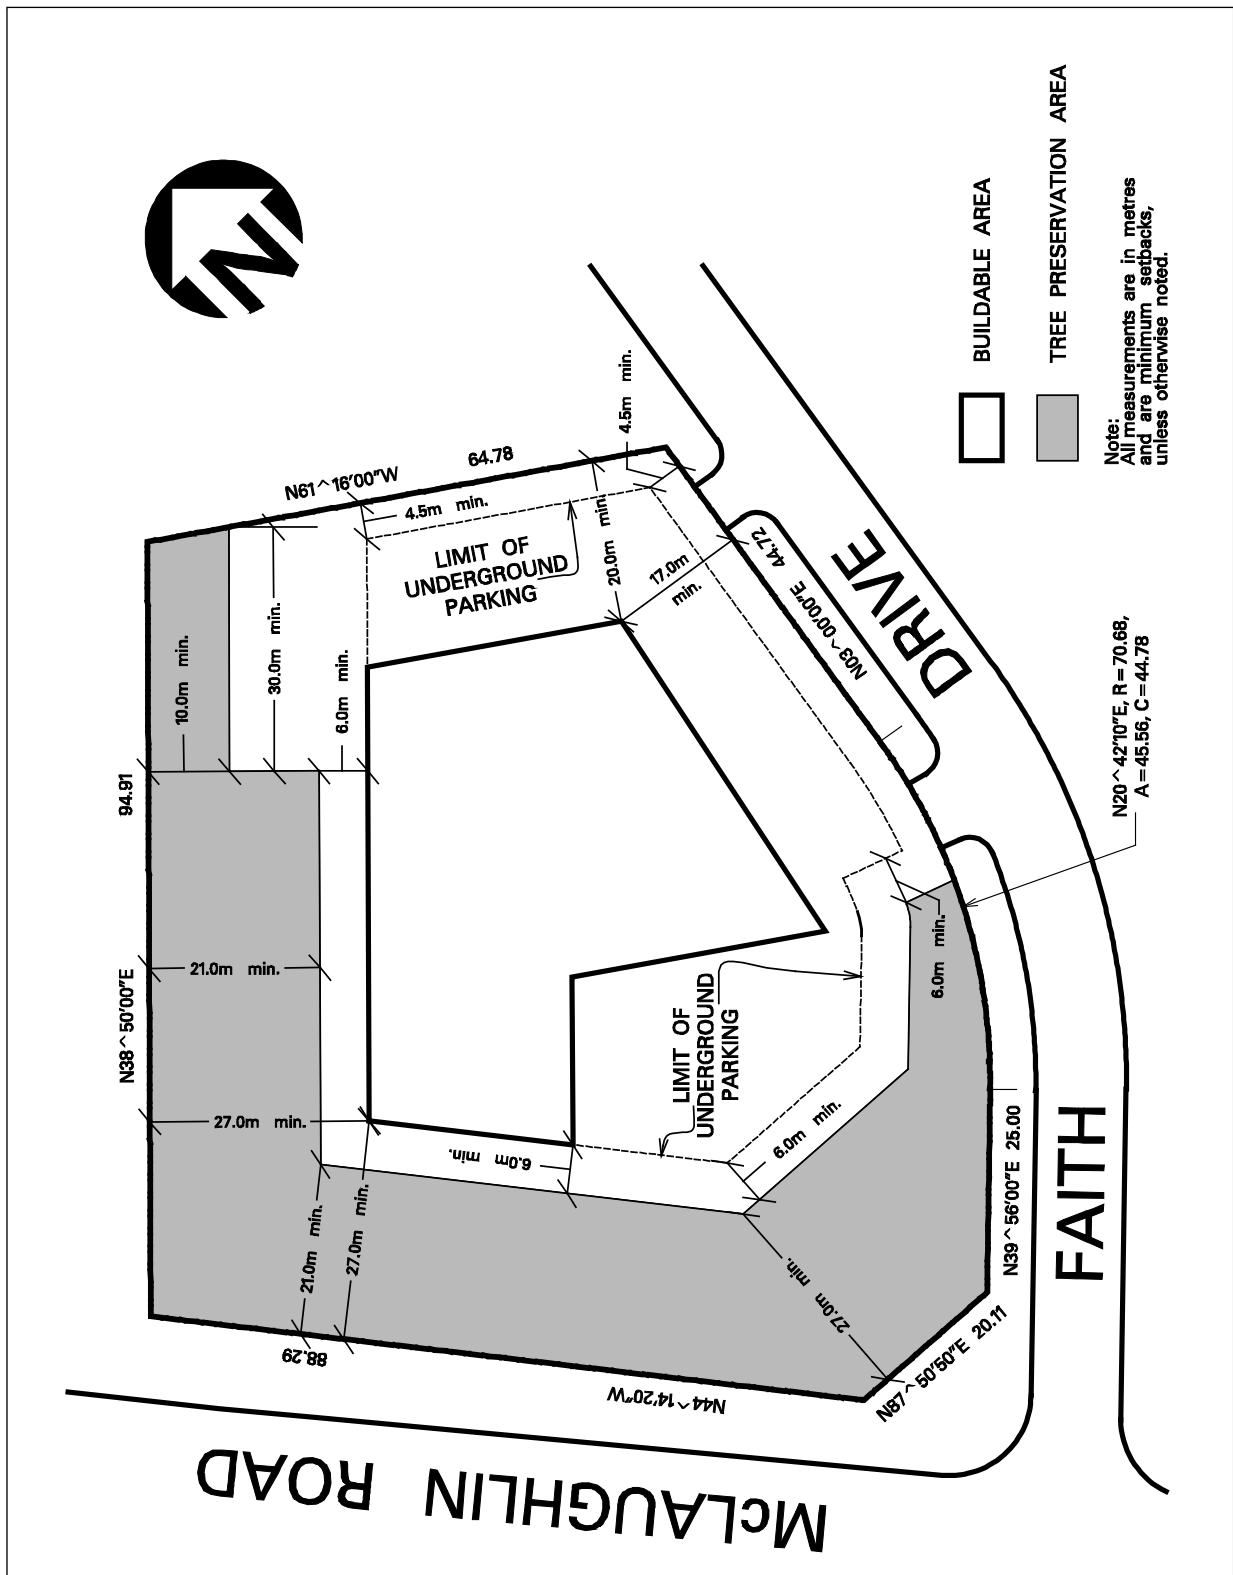 N
N61^16'00"W
64.78
4.5m min.
4.5m min.
LIMIT OF
UNDERGROUND
PARKING
20.0m min.
17.0m
min.
N03^00'00"E 44.72
10.0m min.
30.0m min.
6.0m min.
94.91
N38^50'00"E
21.0m min.
27.0m min.
6.0m min.
21.0m min.
27.0m min.
88.29
N44^14'20"W
LIMIT OF
UNDERGROUND
PARKING
6.0m min.
6.0m min.
27.0m min.
N87^50'50"E 20.11
N39^56'00"E 25.00
N20^42'10"E, R=70.68,
A=45.56, C=44.78
McLAUGHLIN ROAD
FAITH DRIVE
BUILDABLE AREA
TREE PRESERVATION AREA
Note:
All measurements are in metres
and are minimum setbacks,
unless otherwise noted.